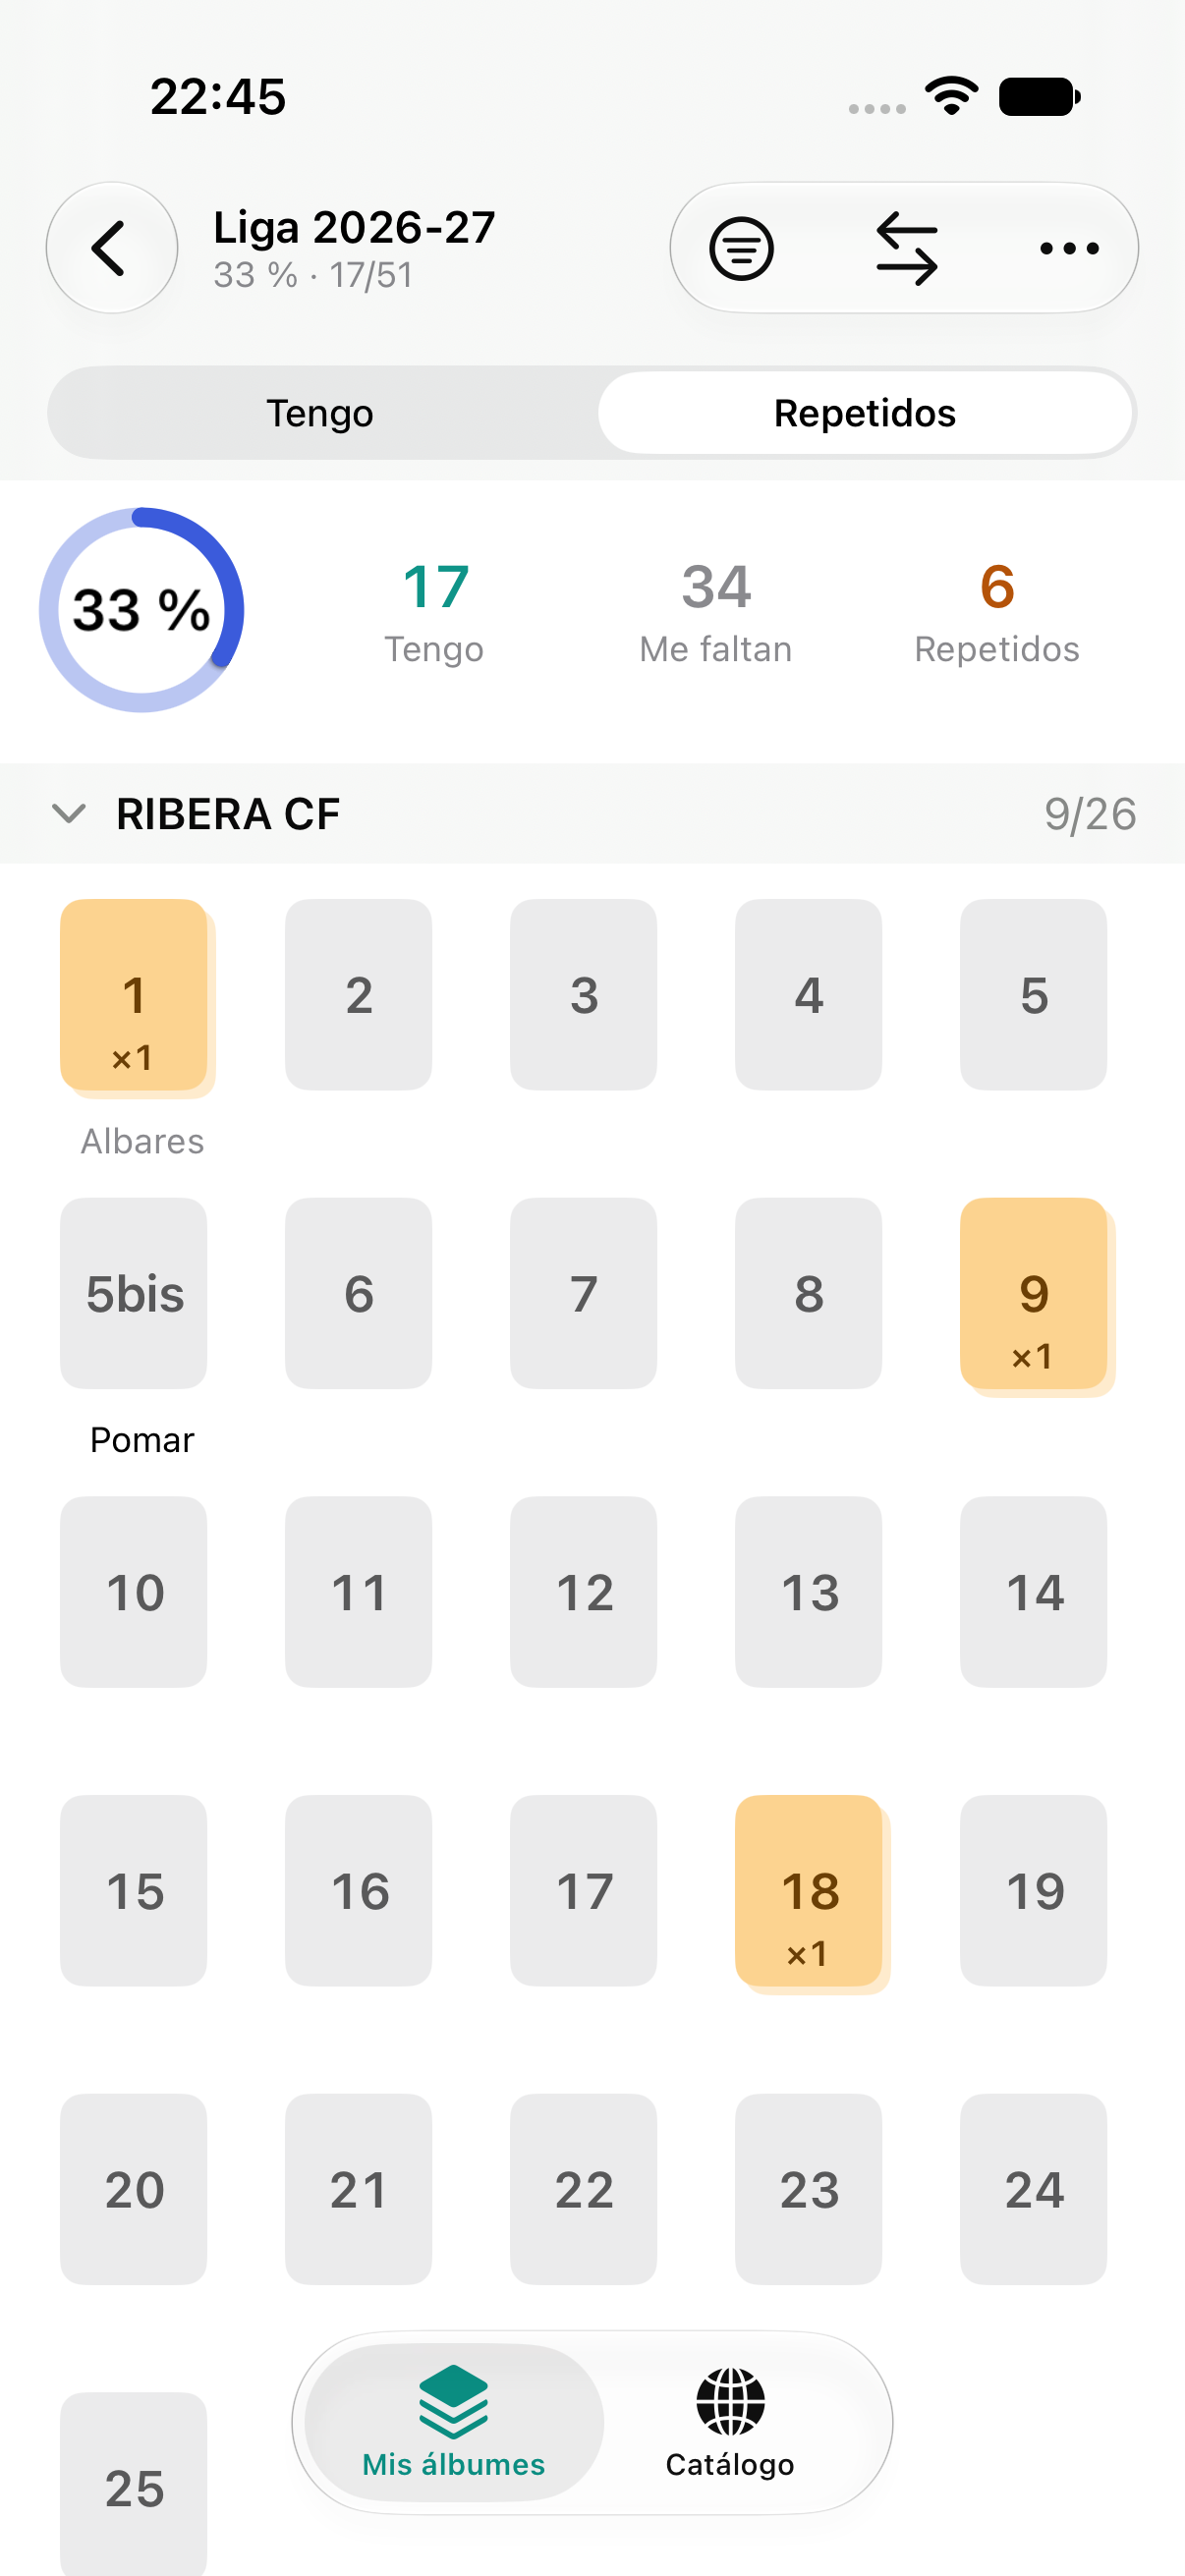 22:45
Liga 2026-27
33 % · 17/51
Tengo Repetidos
33 %
17 34 6
Tengo Me faltan Repetidos
RIBERA CF 9/26
1 2 3 4 5
×1
Albares
5bis 6 7 8 9
×1
Pomar
10 11 12 13 14
15 16 17 18 19
×1
20 21 22 23 24
25
Mis álbumes Catálogo